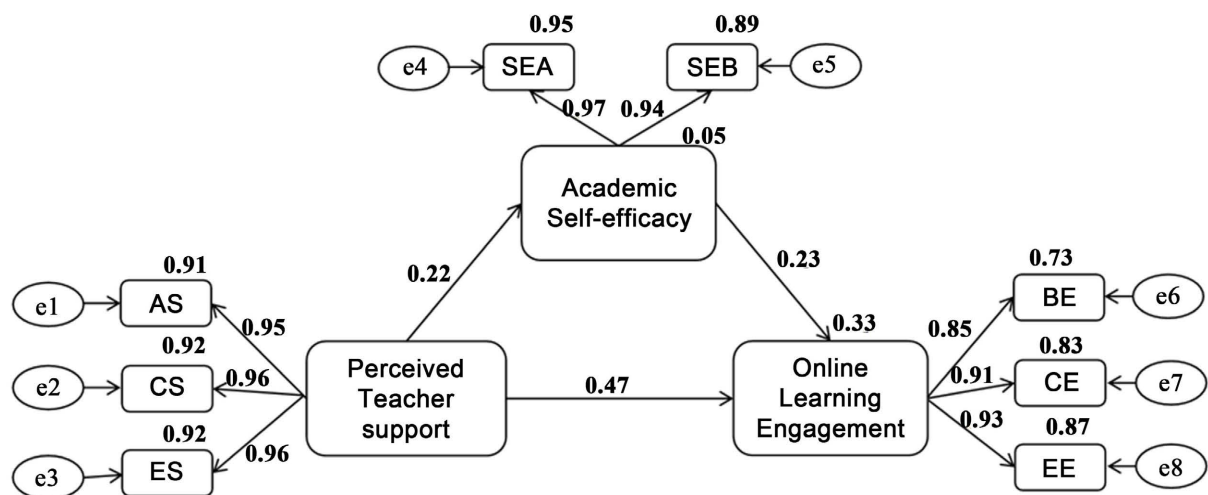 0.95
0.89
e4
SEA
SEB
e5
0.97
0.94
0.05
Academic
Self-efficacy
0.22
0.23
0.91
e1
AS
0.95
0.92
e2
CS
0.96
0.92
e3
ES
0.96
Perceived
Teacher
support
0.47
0.33
Online
Learning
Engagement
0.73
BE
e6
0.85
0.83
CE
e7
0.91
0.87
EE
e8
0.93